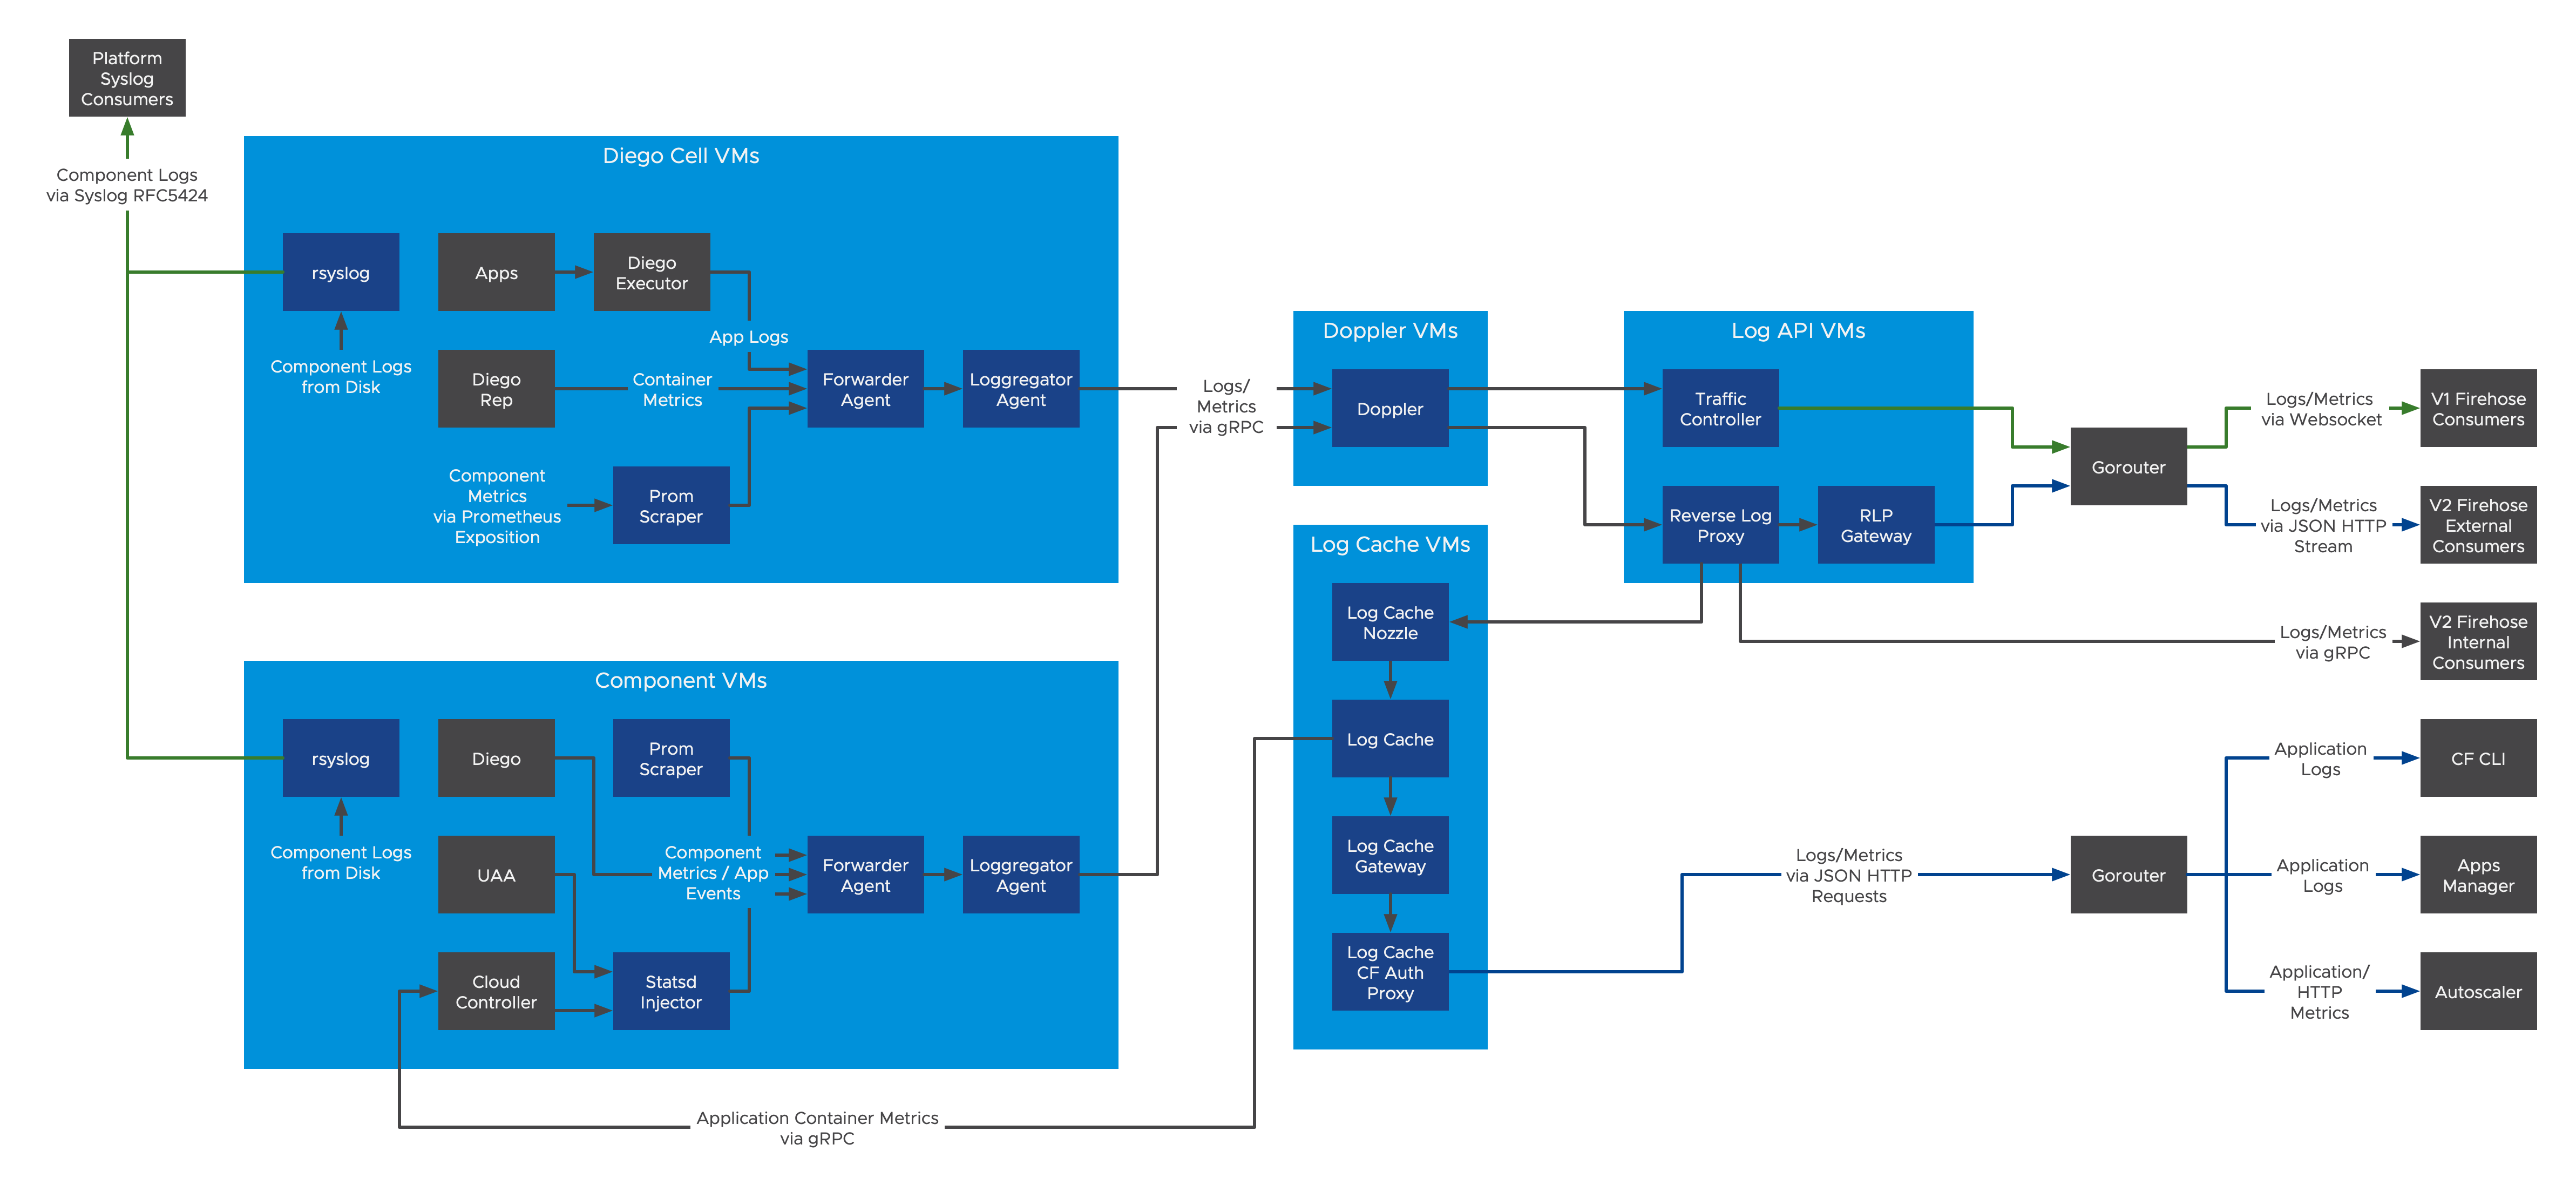 Platform
Syslog
Consumers
Component Logs
via Syslog RFC5424
Diego Cell VMs
rsyslog
Apps
Diego
Executor
App Logs
Component Logs
from Disk
Diego
Rep
Container
Metrics
Forwarder
Agent
Loggregator
Agent
Component
Metrics
via Prometheus
Exposition
Prom
Scraper
Component VMs
rsyslog
Diego
Prom
Scraper
Component Logs
from Disk
UAA
Component
Metrics / App
Events
Forwarder
Agent
Loggregator
Agent
Cloud
Controller
Statsd
Injector
Application Container Metrics
via gRPC
Logs/
Metrics
via gRPC
Doppler VMs
Doppler
Log Cache VMs
Log Cache
Nozzle
Log Cache
Log Cache
Gateway
Log Cache
CF Auth
Proxy
Log API VMs
Traffic
Controller
Reverse Log
Proxy
RLP
Gateway
Gorouter
Logs/Metrics
via Websocket
V1 Firehose
Consumers
Logs/Metrics
via JSON HTTP
Stream
V2 Firehose
External
Consumers
Logs/Metrics
via gRPC
V2 Firehose
Internal
Consumers
Logs/Metrics
via JSON HTTP
Requests
Gorouter
Application
Logs
CF CLI
Application
Logs
Apps
Manager
Application/
HTTP
Metrics
Autoscaler